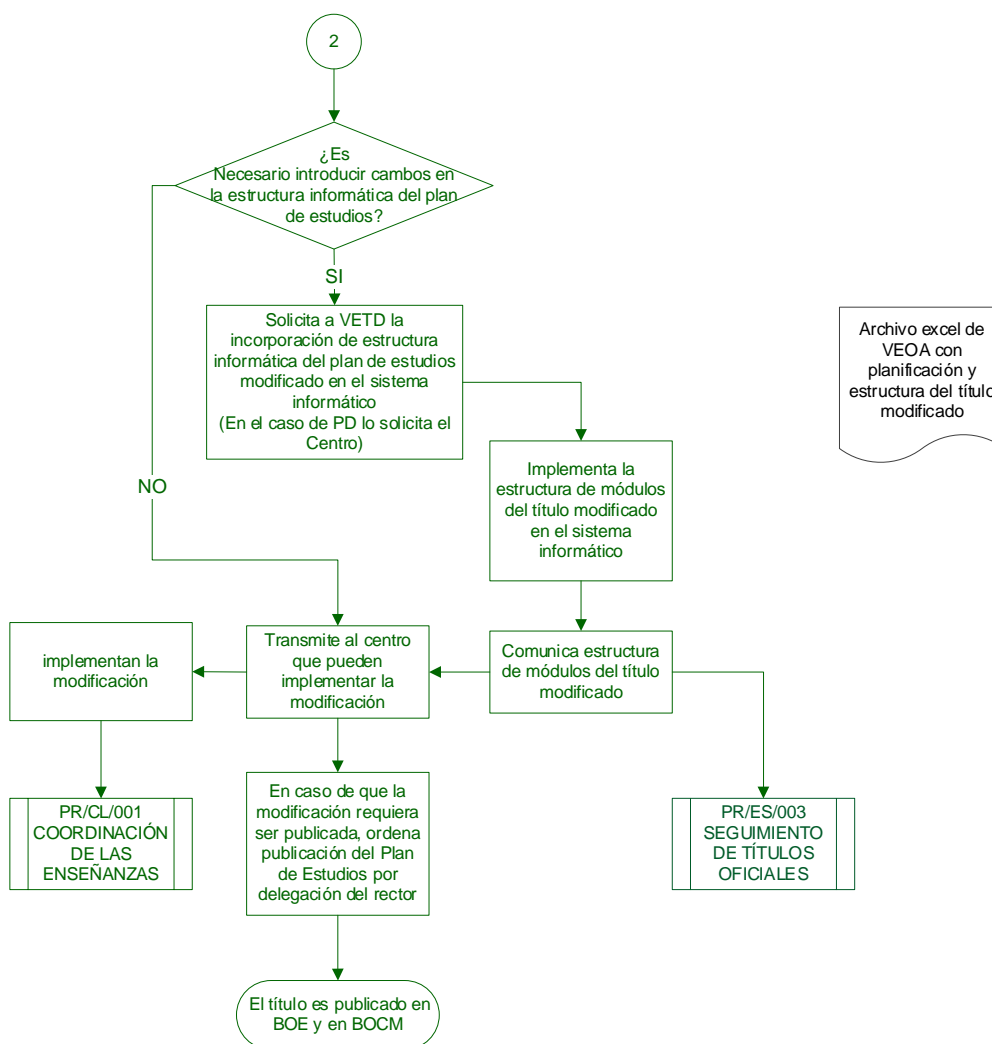 2
¿Es
Necesario introducir cambos en
la estructura informática del plan
de estudios?
SI
Solicita a VETD la
incorporación de estructura
informática del plan de estudios
modificado en el sistema
informático
(En el caso de PD lo solicita el
Centro)
Archivo excel de
VEOA con
planificación y
estructura del título
modificado
Implementa la
estructura de módulos
del título modificado
en el sistema
informático
NO
implementan la
modificación
Transmite al centro
que pueden
implementar la
modificación
Comunica estructura
de módulos del título
modificado
PR/CL/001
COORDINACIÓN
DE LAS
ENSEÑANZAS
En caso de que la
modificación requiera
ser publicada, ordena
publicación del Plan
de Estudios por
delegación del rector
PR/ES/003
SEGUIMIENTO
DE TÍTULOS
OFICIALES
El título es publicado en
BOE y en BOCM